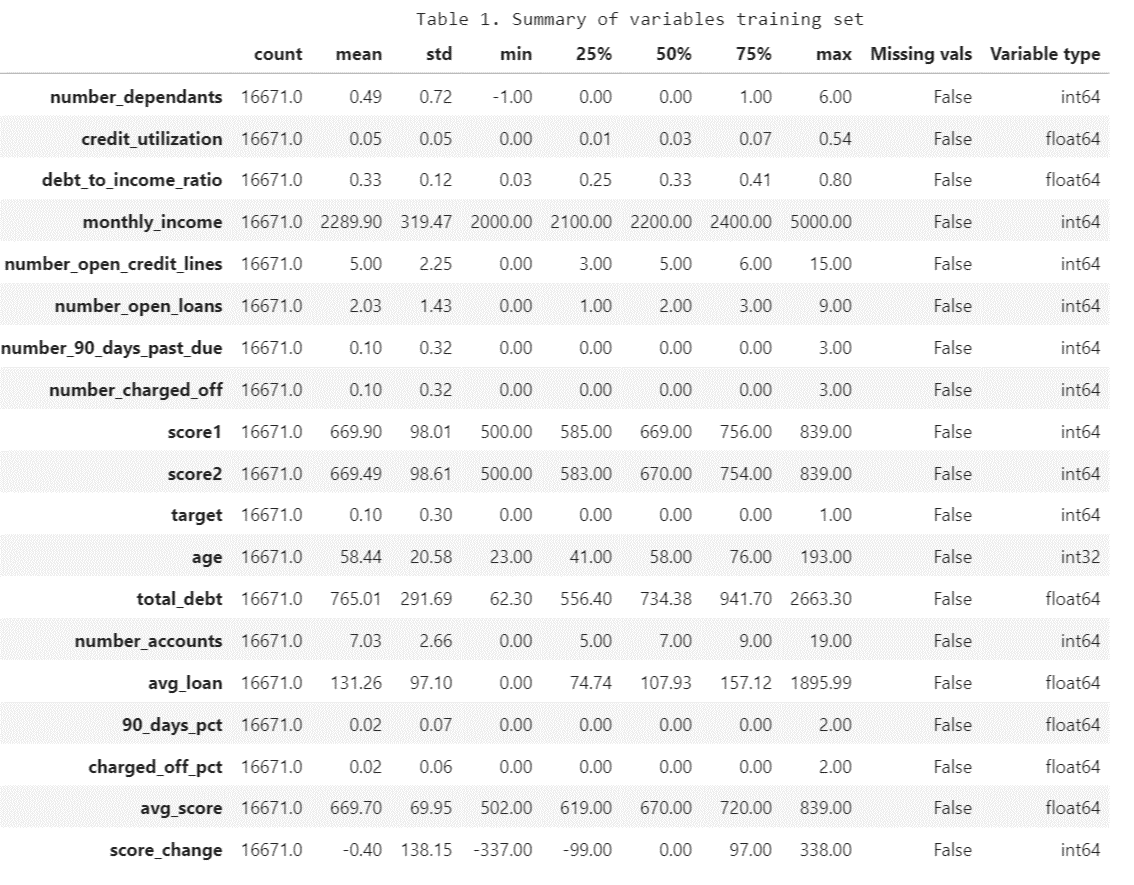 Table 1. Summary of variables training set
count mean std min 25% 50% 75% max Missing vals Variable type
number_dependants 16671.0 0.49 0.72 -1.00 0.00 0.00 1.00 6.00 False int64
credit_utilization 16671.0 0.05 0.05 0.00 0.01 0.03 0.07 0.54 False float64
debt_to_income_ratio 16671.0 0.33 0.12 0.03 0.25 0.33 0.41 0.80 False float64
monthly_income 16671.0 2289.90 319.47 2000.00 2100.00 2200.00 2400.00 5000.00 False int64
number_open_credit_lines 16671.0 5.00 2.25 0.00 3.00 5.00 6.00 15.00 False int64
number_open_loans 16671.0 2.03 1.43 0.00 1.00 2.00 3.00 9.00 False int64
number_90_days_past_due 16671.0 0.10 0.32 0.00 0.00 0.00 0.00 3.00 False int64
number_charged_off 16671.0 0.10 0.32 0.00 0.00 0.00 0.00 3.00 False int64
score1 16671.0 669.90 98.01 500.00 585.00 669.00 756.00 839.00 False int64
score2 16671.0 669.49 98.61 500.00 583.00 670.00 754.00 839.00 False int64
target 16671.0 0.10 0.30 0.00 0.00 0.00 0.00 1.00 False int64
age 16671.0 58.44 20.58 23.00 41.00 58.00 76.00 193.00 False int32
total_debt 16671.0 765.01 291.69 62.30 556.40 734.38 941.70 2663.30 False float64
number_accounts 16671.0 7.03 2.66 0.00 5.00 7.00 9.00 19.00 False int64
avg_loan 16671.0 131.26 97.10 0.00 74.74 107.93 157.12 1895.99 False float64
90_days_pct 16671.0 0.02 0.07 0.00 0.00 0.00 0.00 2.00 False float64
charged_off_pct 16671.0 0.02 0.06 0.00 0.00 0.00 0.00 2.00 False float64
avg_score 16671.0 669.70 69.95 502.00 619.00 670.00 720.00 839.00 False float64
score_change 16671.0 -0.40 138.15 -337.00 -99.00 0.00 97.00 338.00 False int64